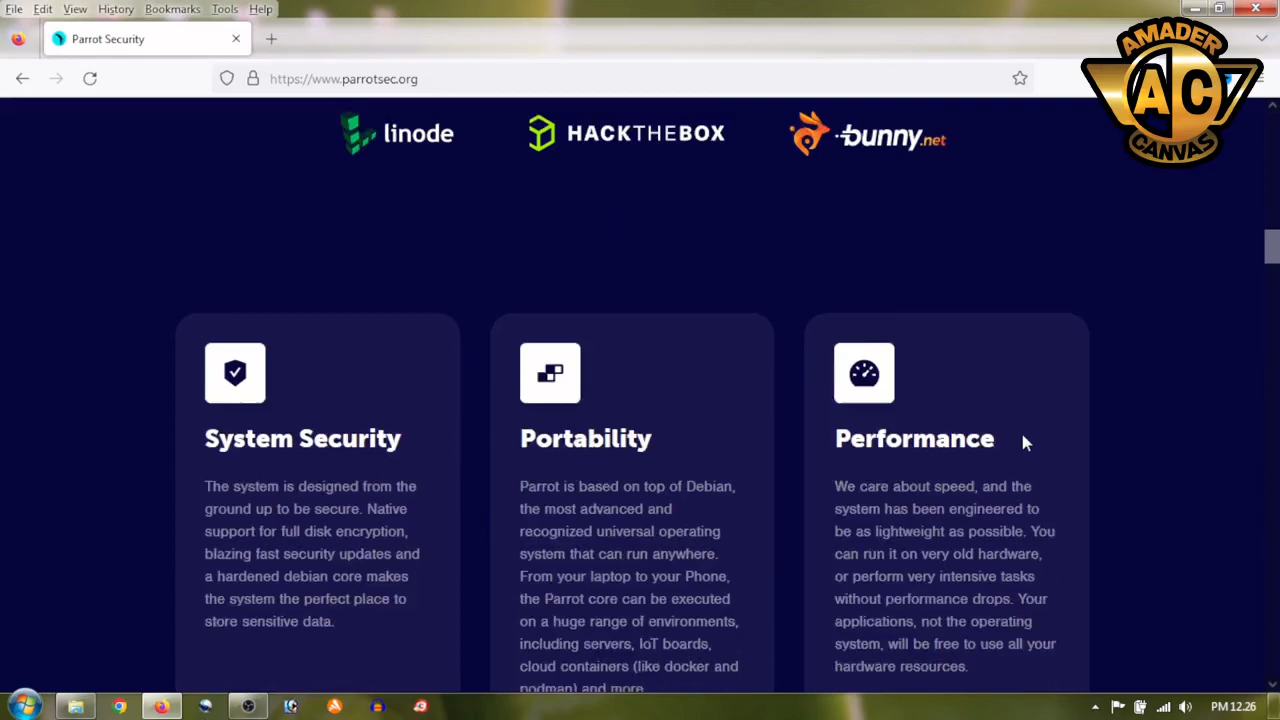 File Edit View History Bookmarks Tools Help
Parrot Security
https://www.parrotsec.org
AMADER
AC
CANVAS
linode
HACKTHEBOX
bunny.net
System Security
The system is designed from the
ground up to be secure. Native
support for full disk encryption,
blazing fast security updates and
a hardened debian core makes
the system the perfect place to
store sensitive data.
Portability
Parrot is based on top of Debian,
the most advanced and
recognized universal operating
system that can run anywhere.
From your laptop to your Phone,
the Parrot core can be executed
on a huge range of environments,
including servers, IoT boards,
cloud containers (like docker and
podman) and more.
Performance
We care about speed, and the
system has been engineered to
be as lightweight as possible. You
can run it on very old hardware,
or perform very intensive tasks
without performance drops. Your
applications, not the operating
system, will be free to use all your
hardware resources.
PM 12.26